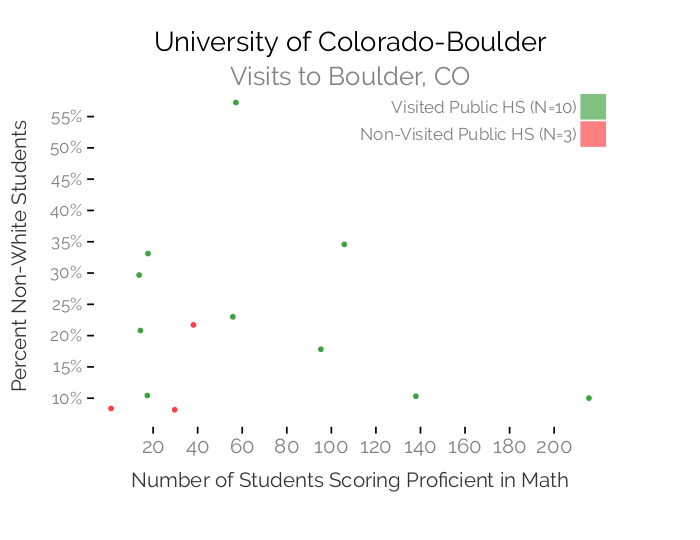 University of Colorado-Boulder
Visits to Boulder, CO
Visited Public HS (N=10)
Non-Visited Public HS (N=3)
Percent Non-White Students
55%
50%
45%
40%
35%
30%
25%
20%
15%
10%
20 40 60 80 100 120 140 160 180 200
Number of Students Scoring Proficient in Math